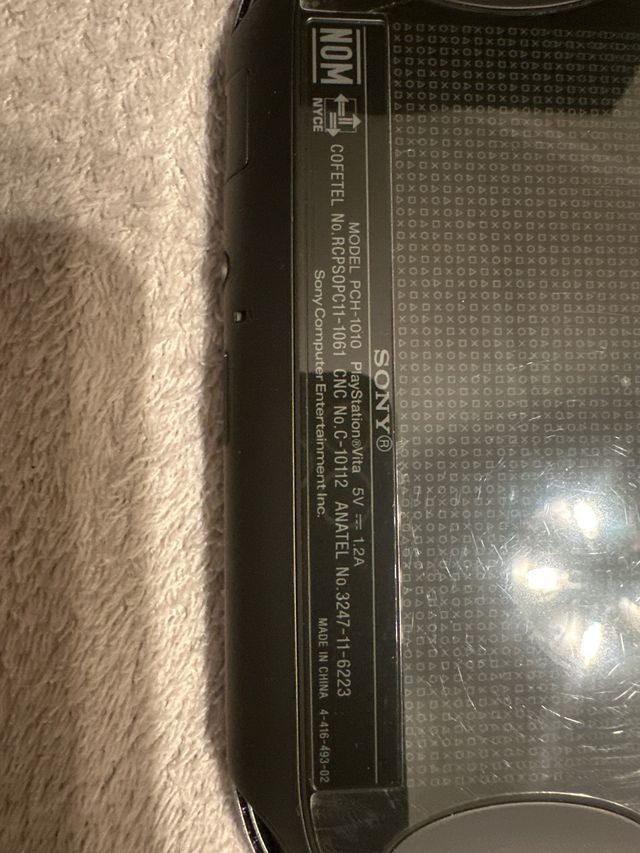 NOM
NYCE
SONY®
MODEL PCH-1010 PlayStation®Vita 5V ⎓ 1.2A
COFETEL No.RCPSOPC11-1061 CNC No.C-10112 ANATEL No.3247-11-6223
Sony Computer Entertainment Inc. MADE IN CHINA 4-416-493-02